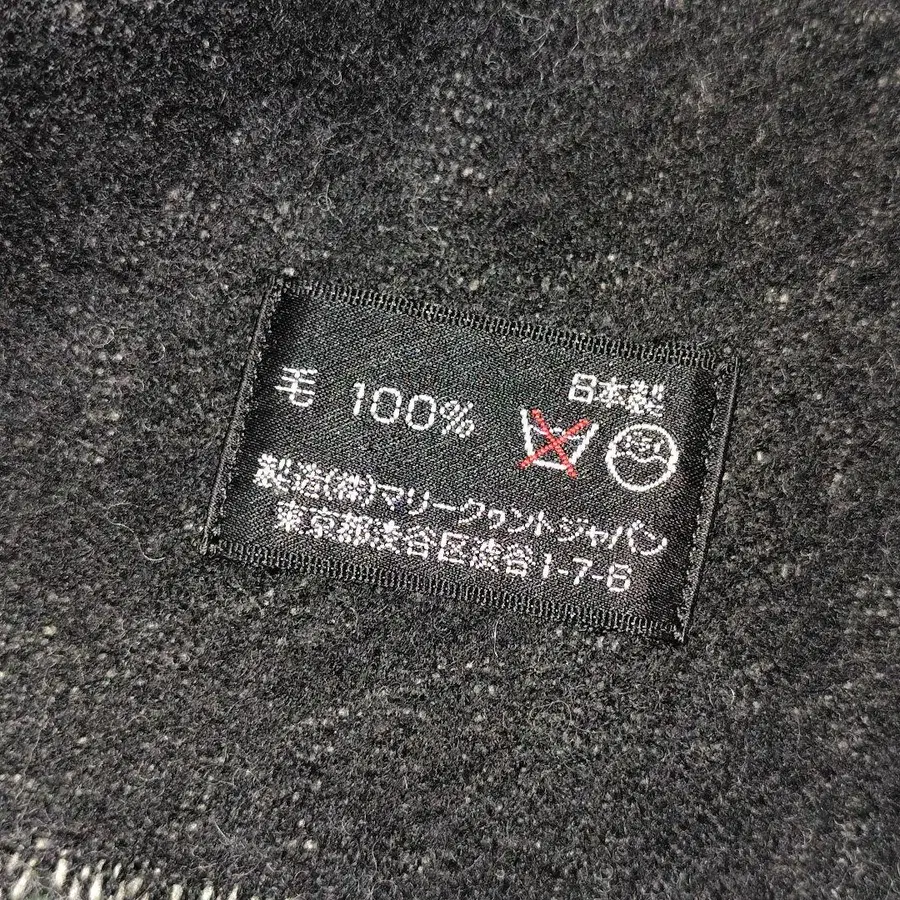 日本製
毛 100%
製造(株)マリークヮントジャパン
東京都渋谷区渋谷1-7-6